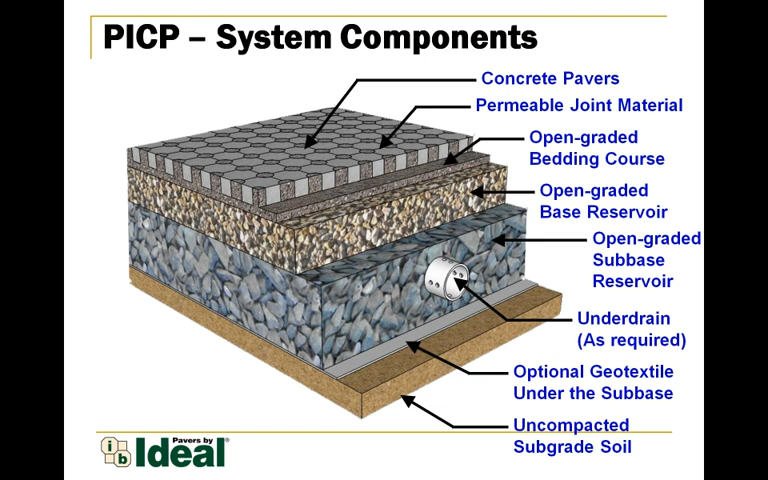 PICP – System Components
Concrete Pavers
Permeable Joint Material
Open-graded
Bedding Course
Open-graded
Base Reservoir
Open-graded
Subbase
Reservoir
Underdrain
(As required)
Optional Geotextile
Under the Subbase
Uncompacted
Subgrade Soil
i b
Pavers by
Ideal®